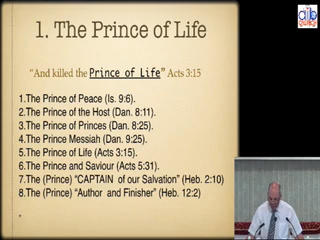 1. The Prince of Life
“And killed the Prince of Life” Acts 3:15
1.The Prince of Peace (Is. 9:6).
2.The Prince of the Host (Dan. 8:11).
3.The Prince of Princes (Dan. 8:25).
4.The Prince Messiah (Dan. 9:25).
5.The Prince of Life (Acts 3:15).
6.The Prince and Saviour (Acts 5:31).
7.The (Prince) “CAPTAIN of our Salvation” (Heb. 2:10)
8.The (Prince) “Author and Finisher” (Heb. 12:2)